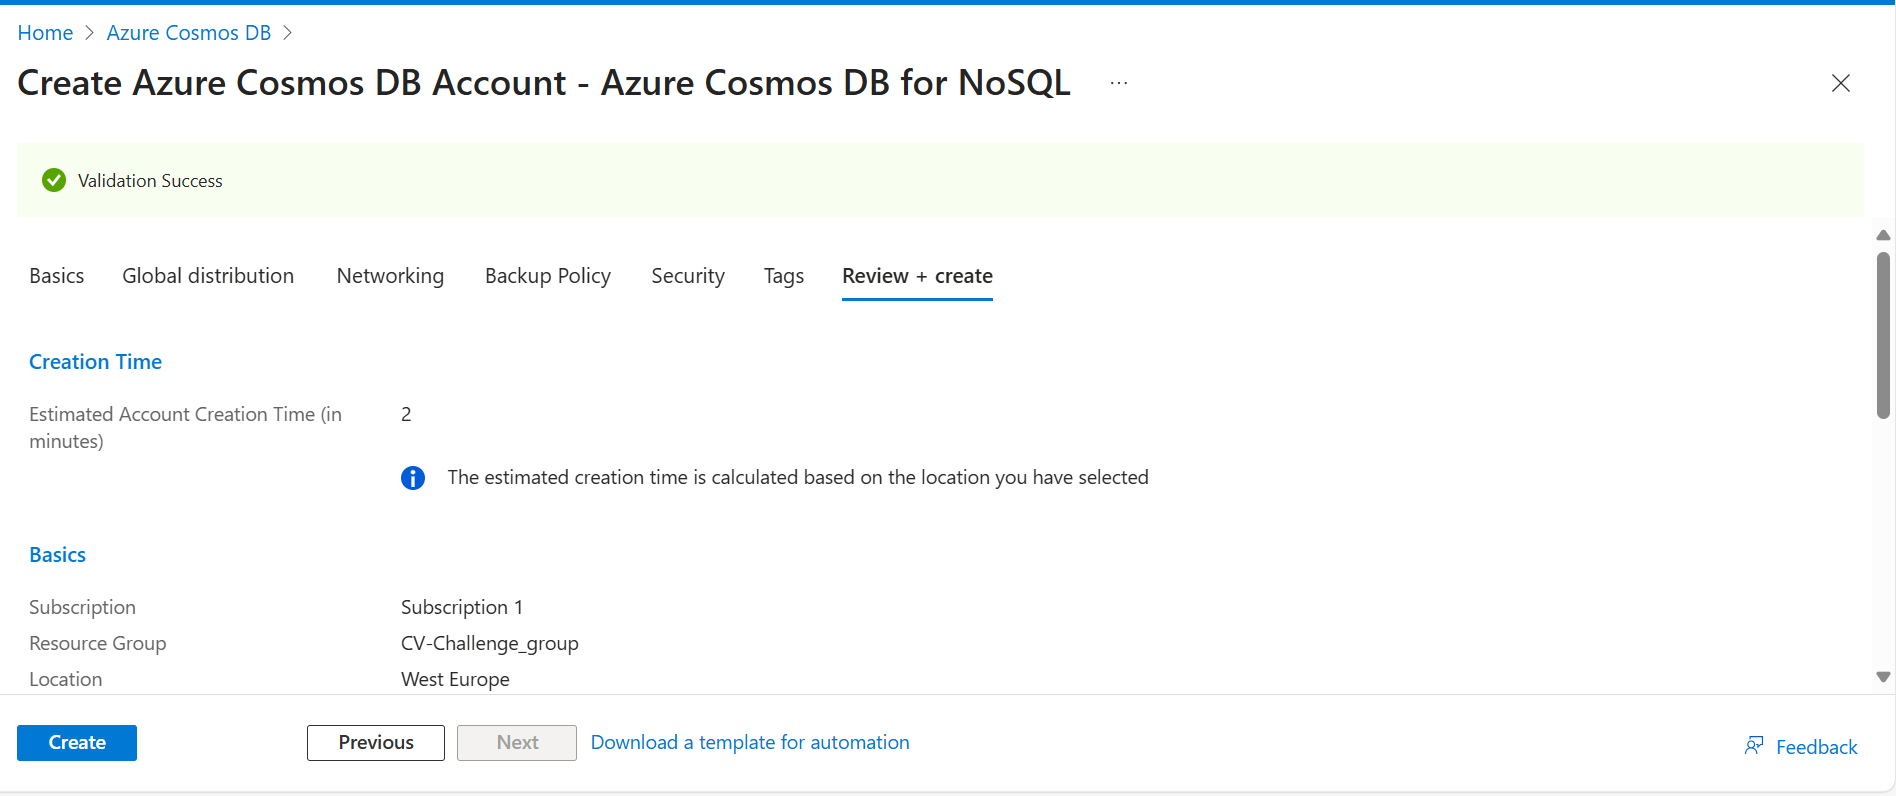 Home > Azure Cosmos DB >
Create Azure Cosmos DB Account - Azure Cosmos DB for NoSQL ...
Validation Success
Basics Global distribution Networking Backup Policy Security Tags Review + create
Creation Time
Estimated Account Creation Time (in 2
minutes)
The estimated creation time is calculated based on the location you have selected
Basics
Subscription Subscription 1
Resource Group CV-Challenge_group
Location West Europe
Create Previous Next Download a template for automation Feedback